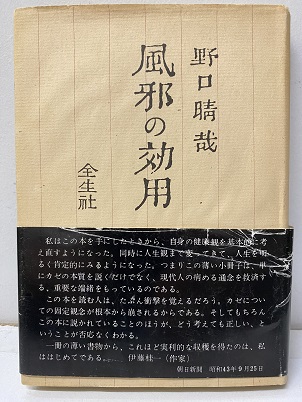 野口晴哉
風邪の効用
全生社
私はこの本を手にしたときから、自身の健康観を基本的に考
え直すようになった。同時に人生観まで変ってきて、人生を明
るく肯定的にみるようになった。つまりこの薄い小冊子は、単
にカゼの本質を説くだけでなく、現代人の病める通念を救済す
る、重要な端緒をもっているのである。
この本を読む人は、たぶん衝撃を覚えるだろう。カゼについ
ての固定観念が根本から崩されるからである。そしてもちろん
この本に説かれていることのほうが、どう考えても正しい、とい
うことが否応なくわかる。
一冊の薄い書物から、これほど実利的な収穫を得たのは、私
ははじめてである。 伊藤桂一(作家)
朝日新聞 昭和43年9月25日